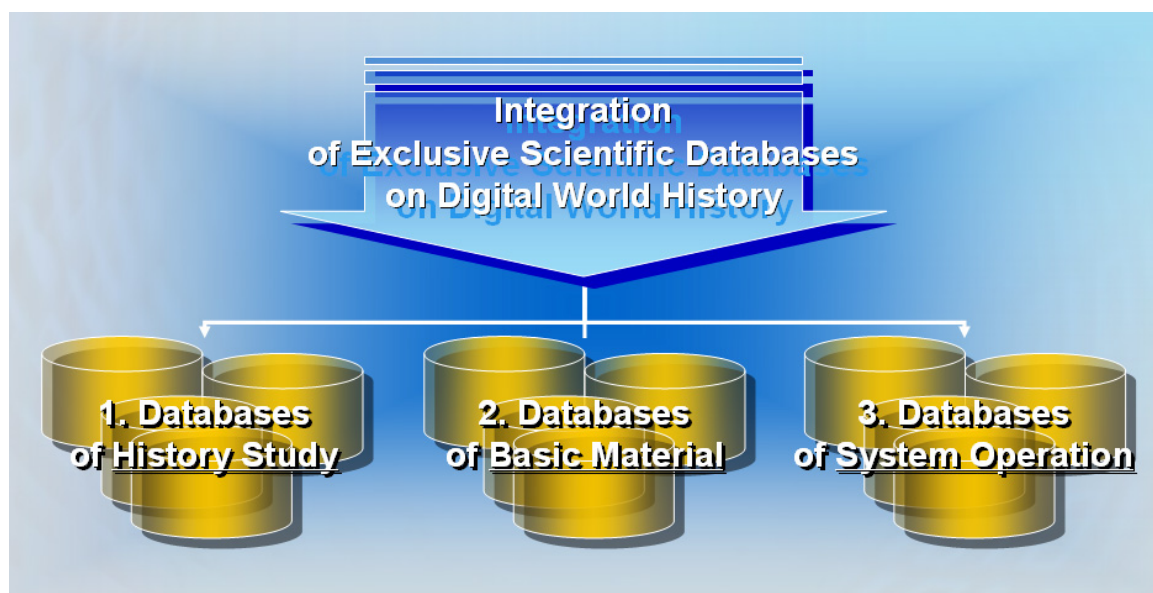 Integration
of Exclusive Scientific Databases
on Digital World History
1. Databases
of History Study
2. Databases
of Basic Material
3. Databases
of System Operation